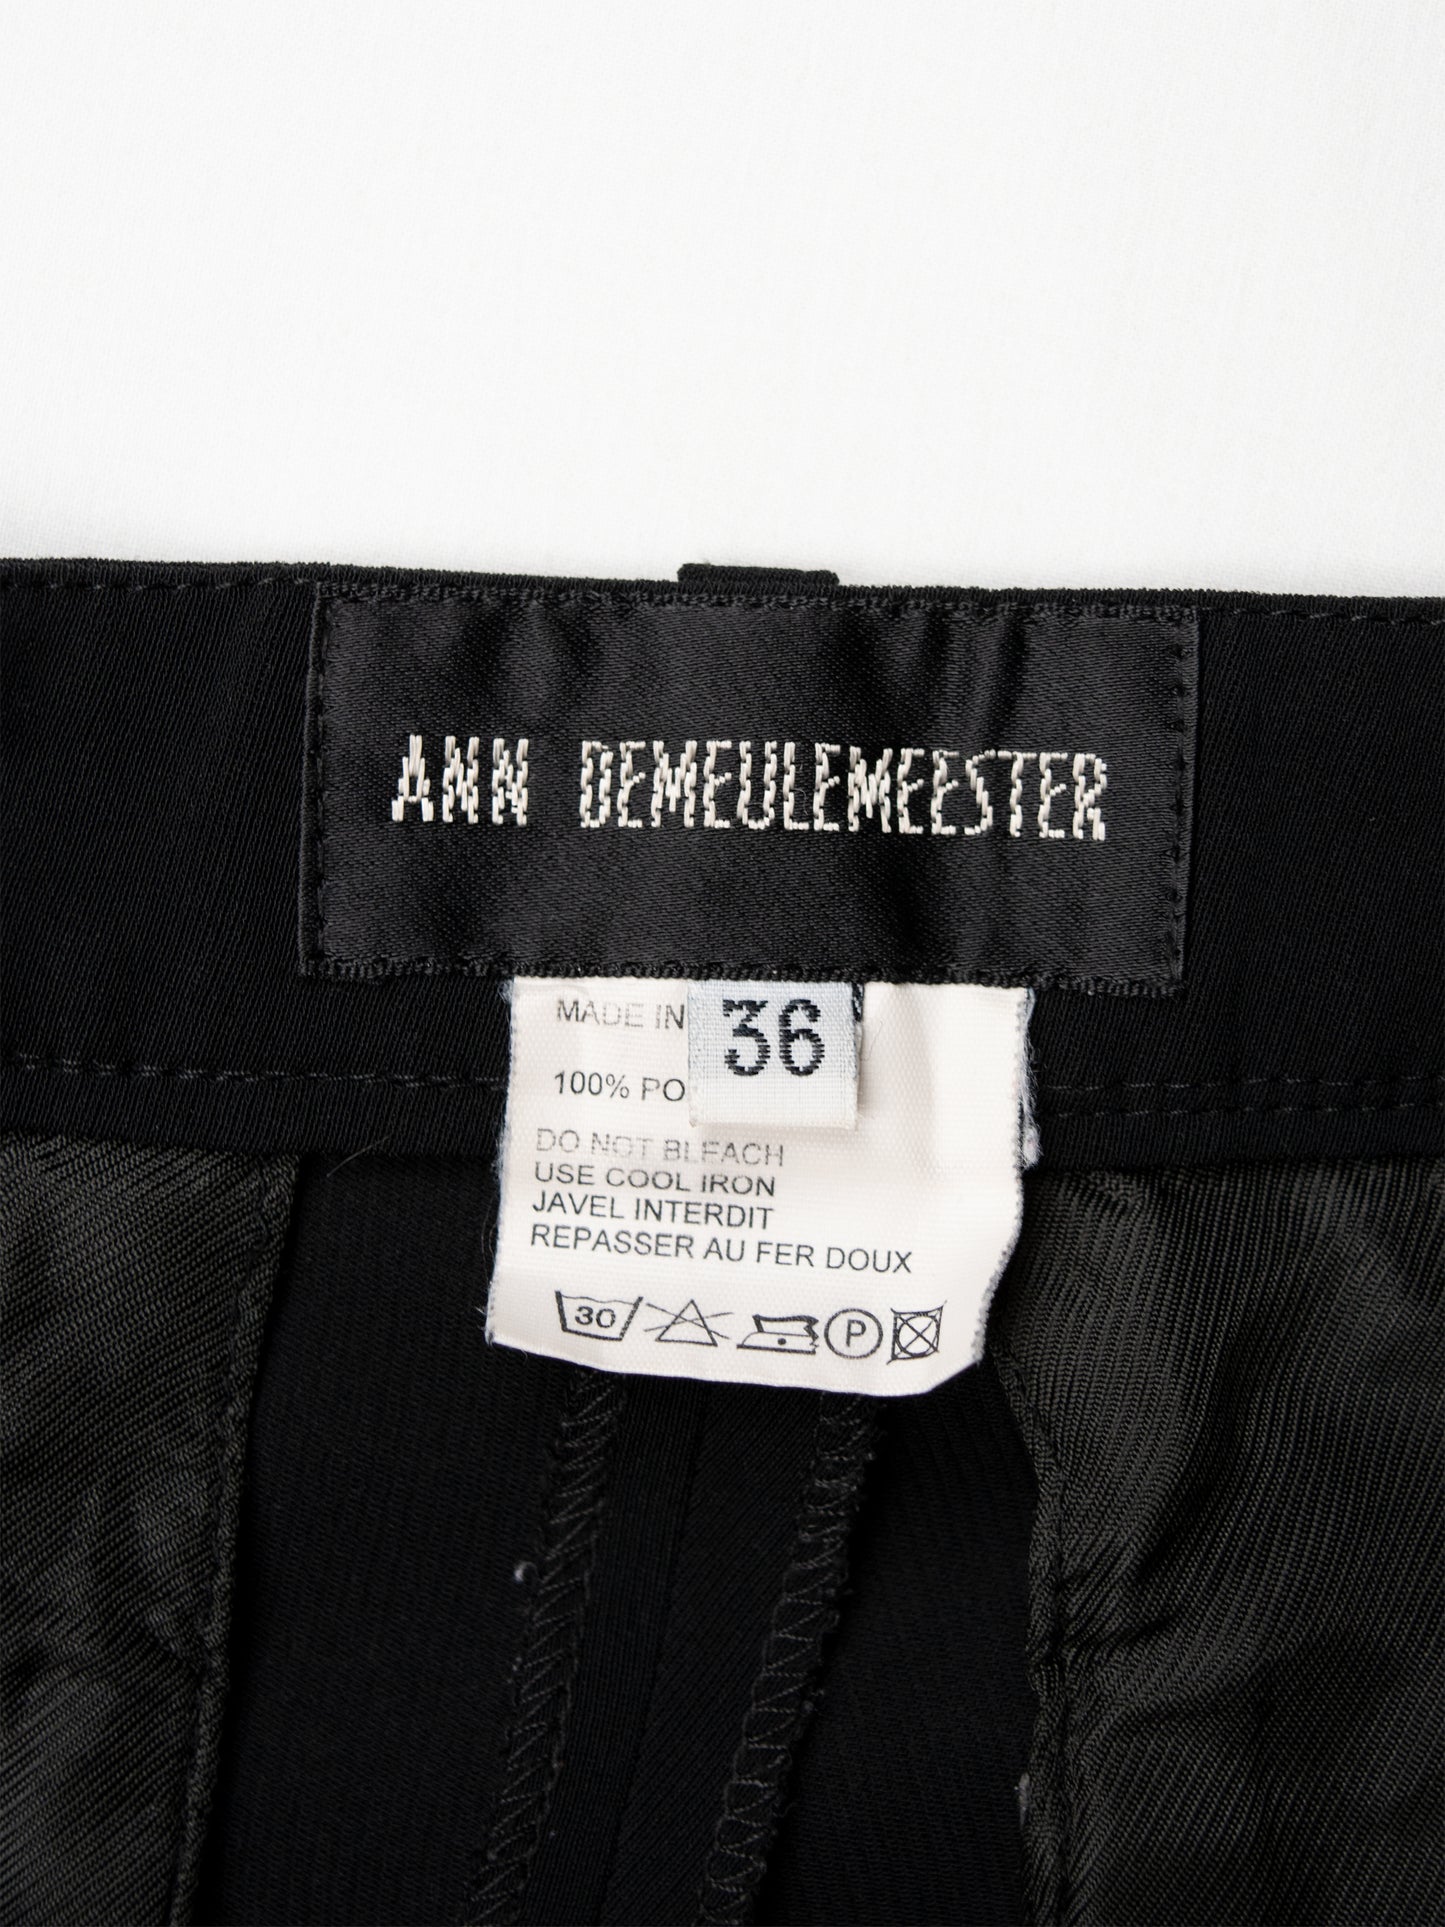 ANN DEMEULEMEESTER
MADE IN
36
100% PO
DO NOT BLEACH
USE COOL IRON
JAVEL INTERDIT
REPASSER AU FER DOUX
30 P